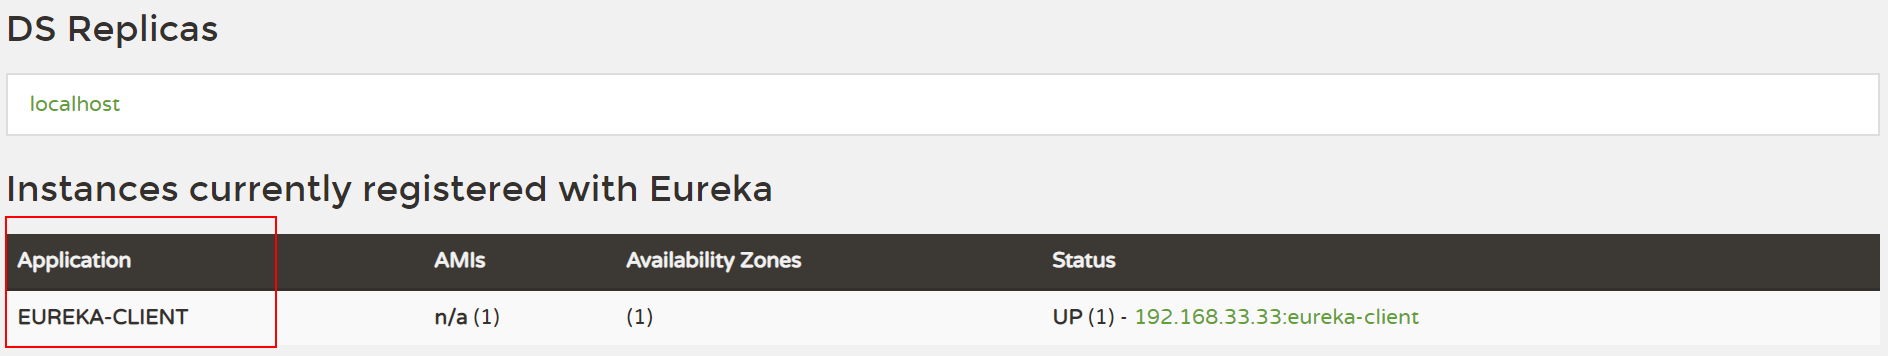 DS Replicas
localhost
Instances currently registered with Eureka
Application AMIs Availability Zones Status
EUREKA-CLIENT n/a (1) (1) UP (1) - 192.168.33.33:eureka-client